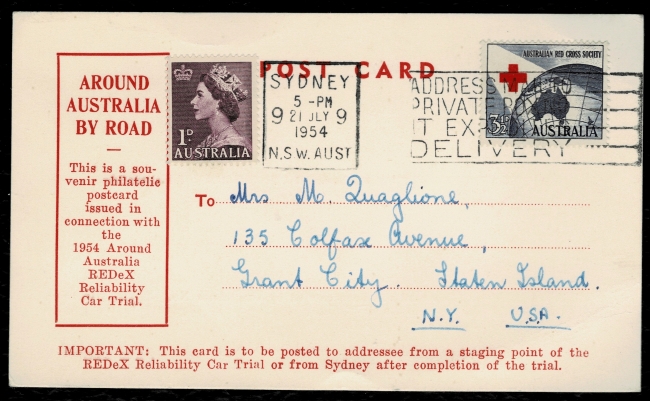 POST CARD
AROUND
AUSTRALIA
BY ROAD
This is a sou-
venir philatelic
postcard
issued in
connection with
the
1954 Around
Australia
REDeX
Reliability
Car Trial.
1D.
AUSTRALIA
SYDNEY
5 - PM
9 21 JLY 9
1954
N.S.W. AUST
ADDRESS MAIL TO
PRIVATE
IT
DELIVERY
AUSTRALIAN RED CROSS SOCIETY
3½D
AUSTRALIA
To Mrs M. Quaglione,
135 Colfax Avenue,
Grant City. Staten Island.
N.Y. U.S.A.
IMPORTANT: This card is to be posted to addressee from a staging point of the
REDeX Reliability Car Trial or from Sydney after completion of the trial.